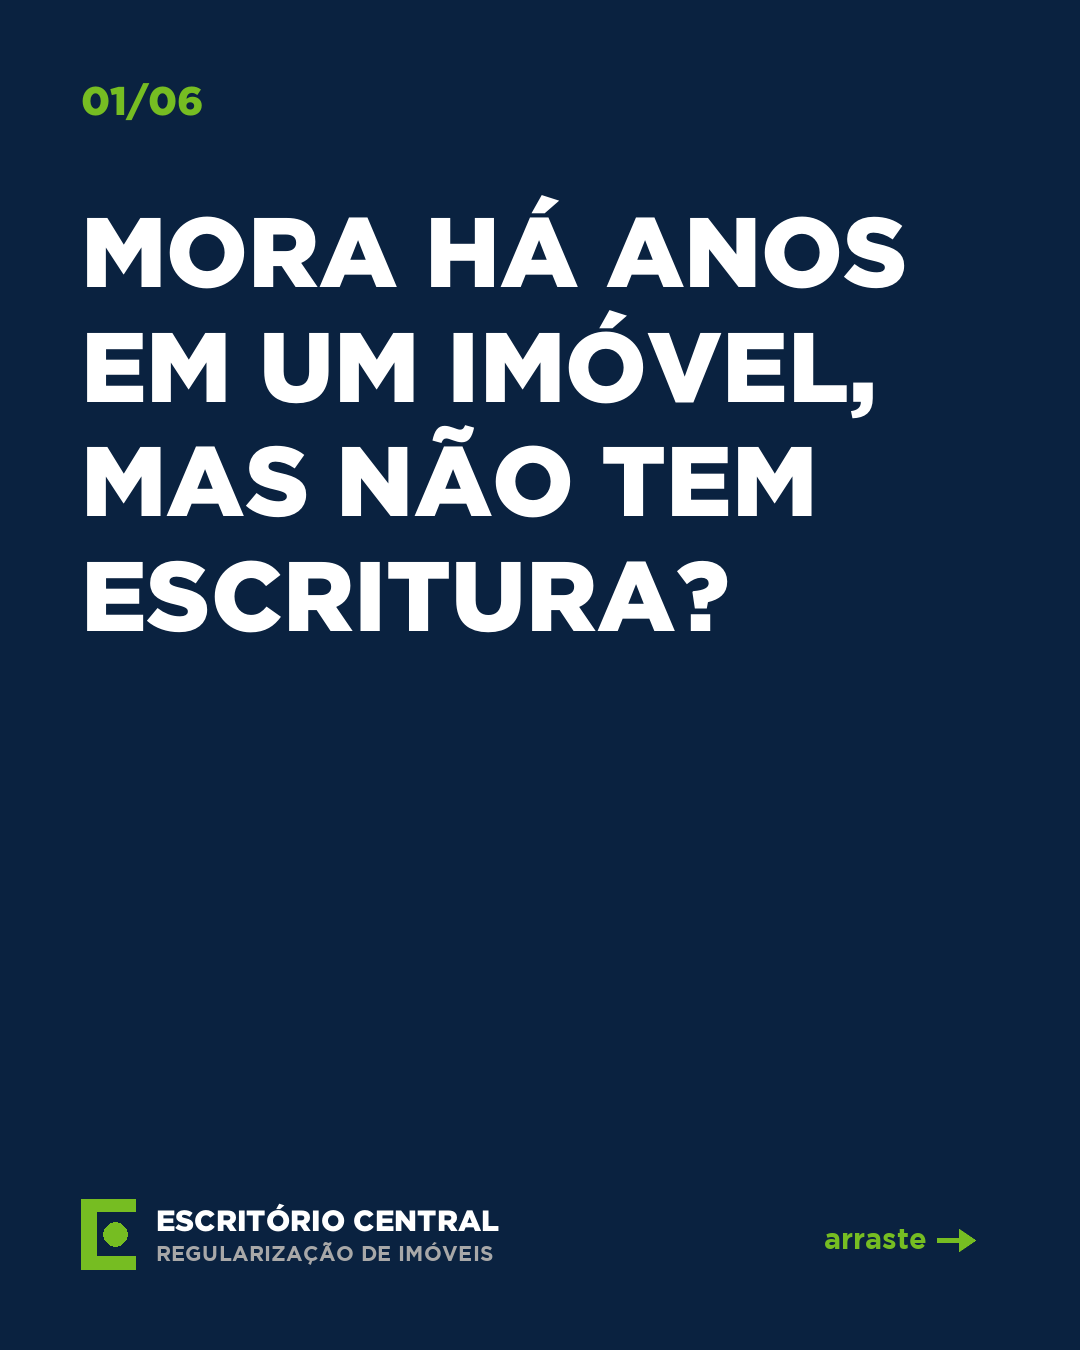 01/06
MORA HÁ ANOS
EM UM IMÓVEL,
MAS NÃO TEM
ESCRITURA?
ESCRITÓRIO CENTRAL
REGULARIZAÇÃO DE IMÓVEIS
arraste